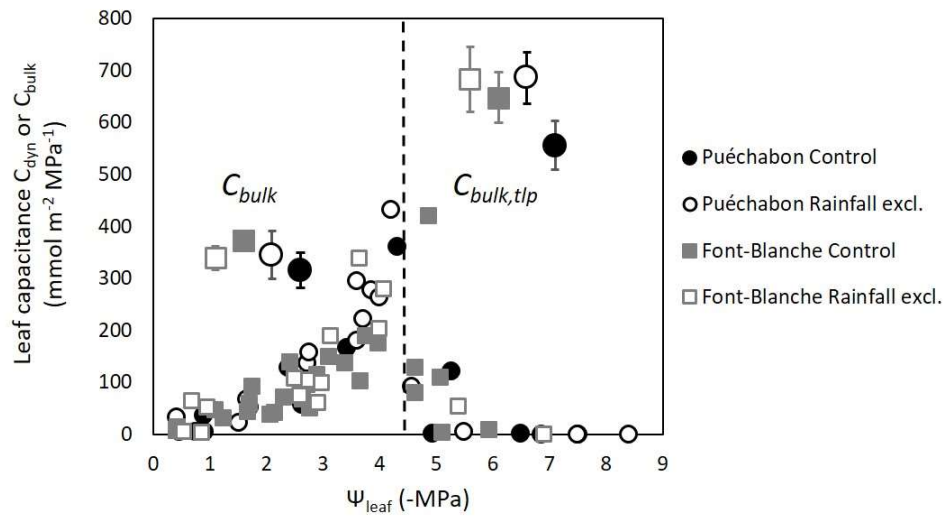 Leaf capacitance C_dyn or C_bulk
(mmol m⁻² MPa⁻¹)
800
700
600
500
400
300
200
100
0
C_bulk
C_bulk,tlp
Puéchabon Control
Puéchabon Rainfall excl.
Font-Blanche Control
Font-Blanche Rainfall excl.
0 1 2 3 4 5 6 7 8 9
Ψ_leaf (-MPa)